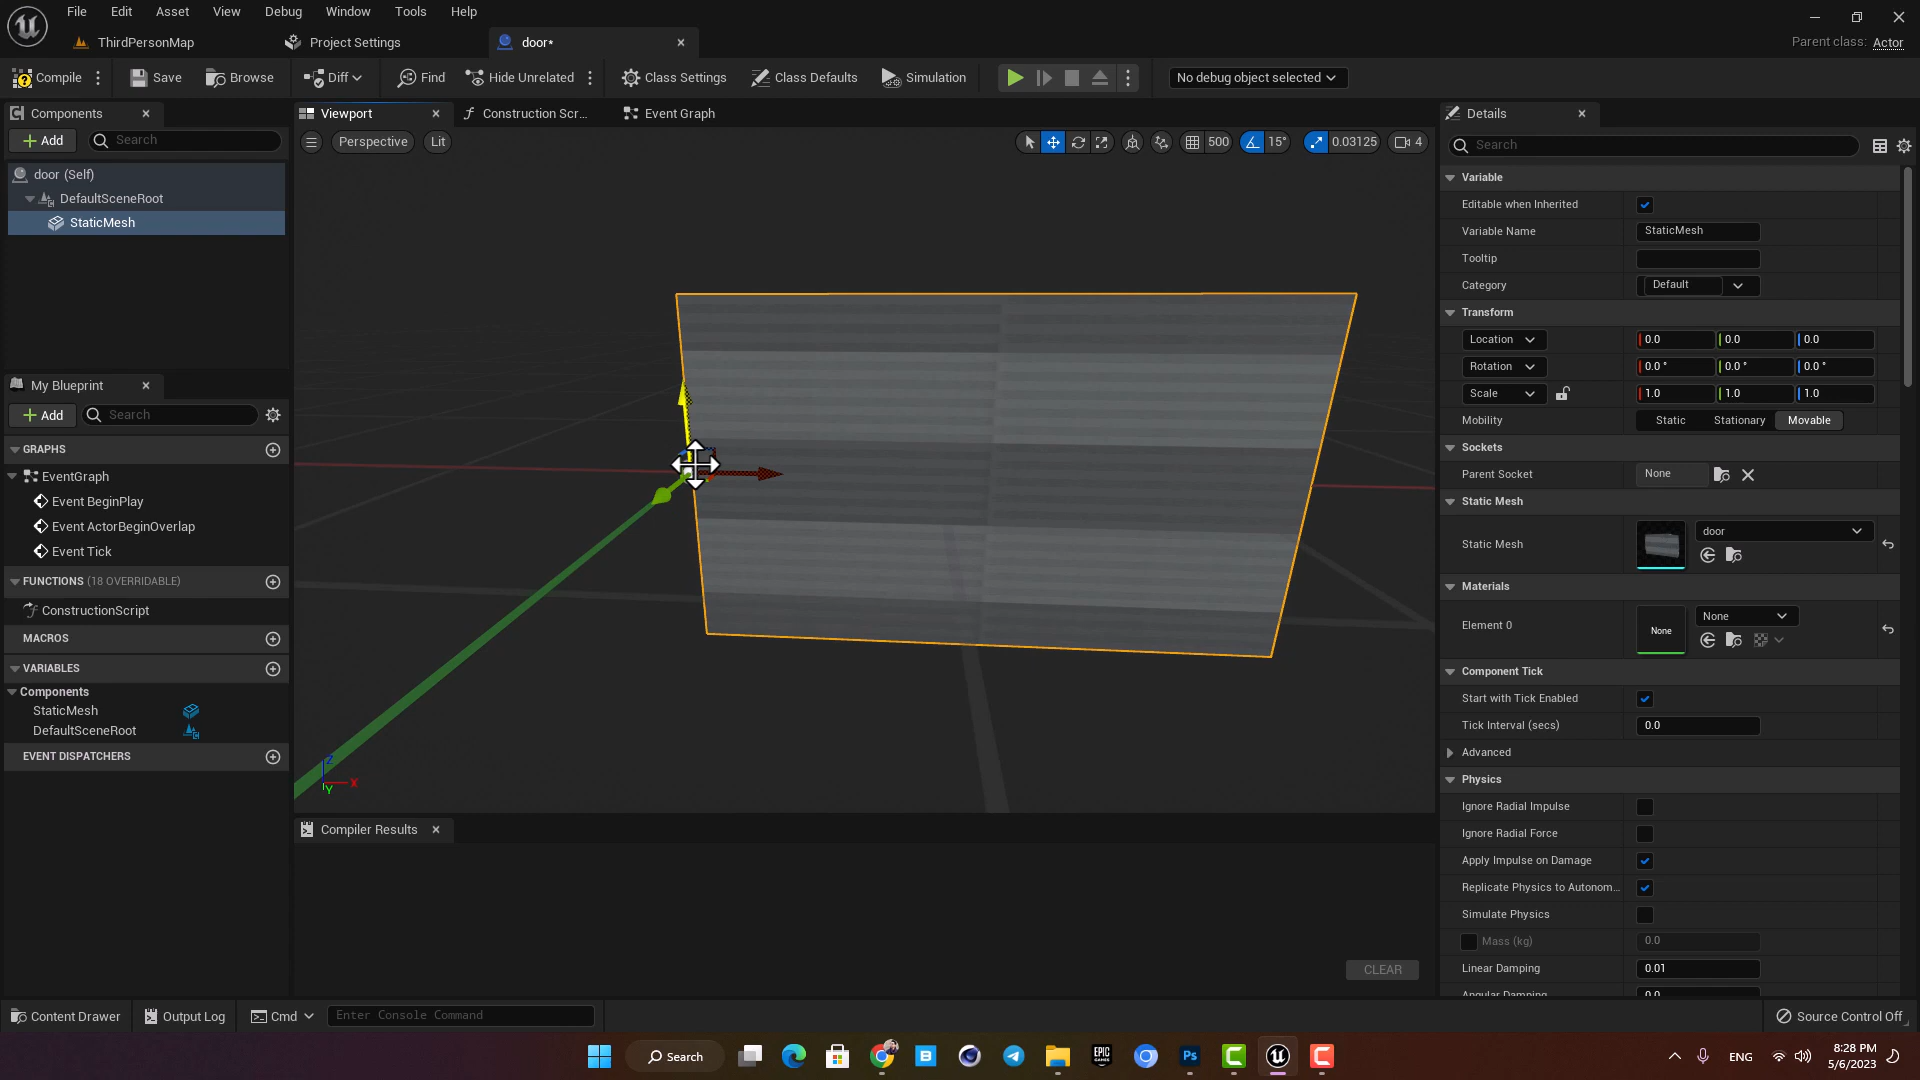 File Edit Asset View Debug Window Tools Help
ThirdPersonMap Project Settings door*
Parent class: Actor
Compile Save Browse Diff Find Hide Unrelated Class Settings Class Defaults Simulation No debug object selected
Components
Add Search
door (Self)
DefaultSceneRoot
StaticMesh
My Blueprint
Add Search
GRAPHS
EventGraph
Event BeginPlay
Event ActorBeginOverlap
Event Tick
FUNCTIONS (18 OVERRIDABLE)
ConstructionScript
MACROS
VARIABLES
Components
StaticMesh
DefaultSceneRoot
EVENT DISPATCHERS
Viewport Construction Scr... Event Graph
Perspective Lit 500 15° 0.03125 4
Z
X
Y
Compiler Results
CLEAR
Details
Search
Variable
Editable when Inherited
Variable Name StaticMesh
Tooltip
Category Default
Transform
Location 0.0 0.0 0.0
Rotation 0.0 ° 0.0 ° 0.0 °
Scale 1.0 1.0 1.0
Mobility Static Stationary Movable
Sockets
Parent Socket None
Static Mesh
Static Mesh door
Materials
Element 0 None None
Component Tick
Start with Tick Enabled
Tick Interval (secs) 0.0
Advanced
Physics
Ignore Radial Impulse
Ignore Radial Force
Apply Impulse on Damage
Replicate Physics to Autonom...
Simulate Physics
Mass (kg) 0.0
Linear Damping 0.01
Angular Damping 0.0
Content Drawer Output Log Cmd Enter Console Command Source Control Off
Search EPIC GAMES Ps ENG 8:28 PM
5/6/2023